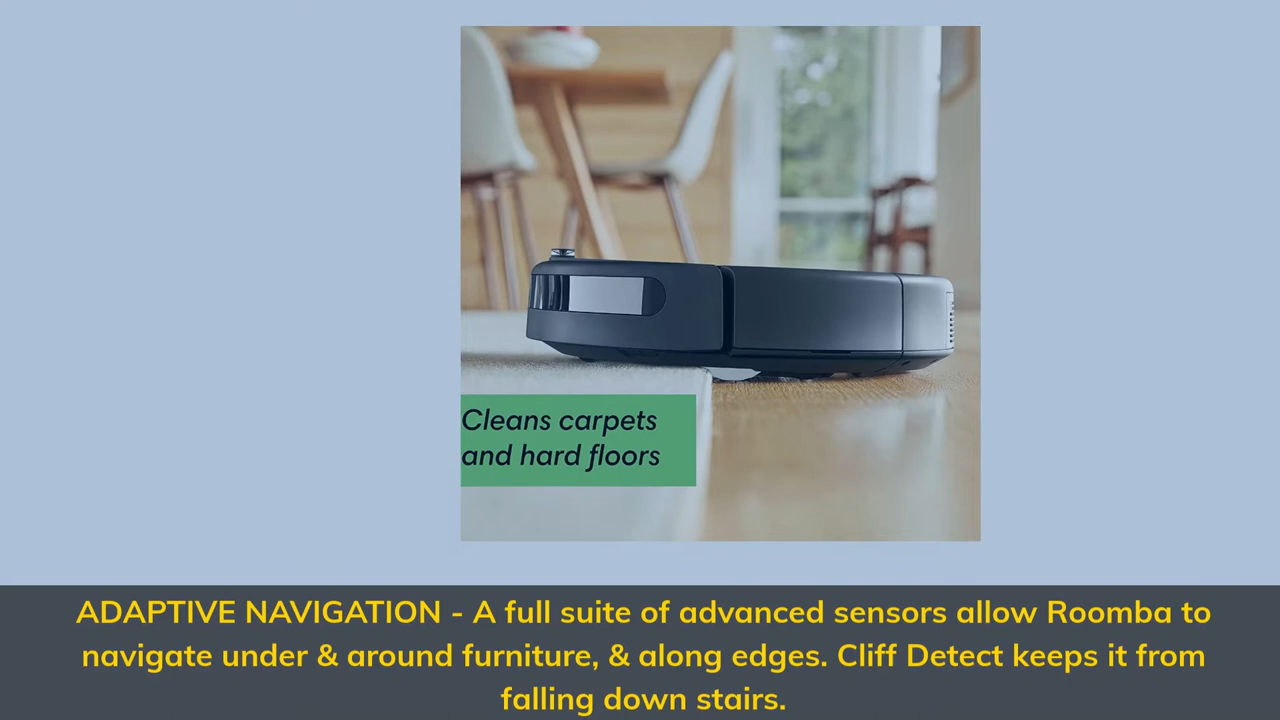 Cleans carpets
and hard floors
ADAPTIVE NAVIGATION - A full suite of advanced sensors allow Roomba to
navigate under & around furniture, & along edges. Cliff Detect keeps it from
falling down stairs.